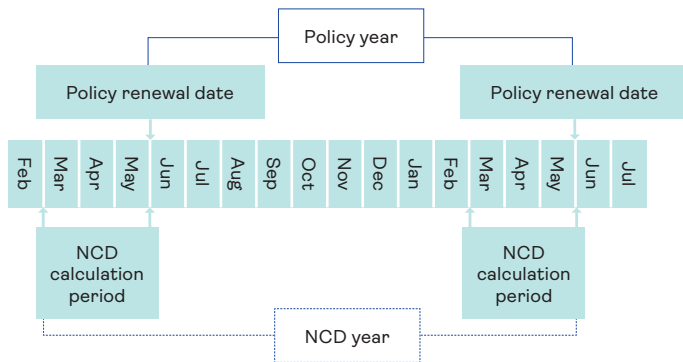 Policy year
Policy renewal date
Policy renewal date
Feb
Mar
Apr
May
Jun
Jul
Aug
Sep
Oct
Nov
Dec
Jan
Feb
Mar
Apr
May
Jun
Jul
NCD
calculation
period
NCD
calculation
period
NCD year